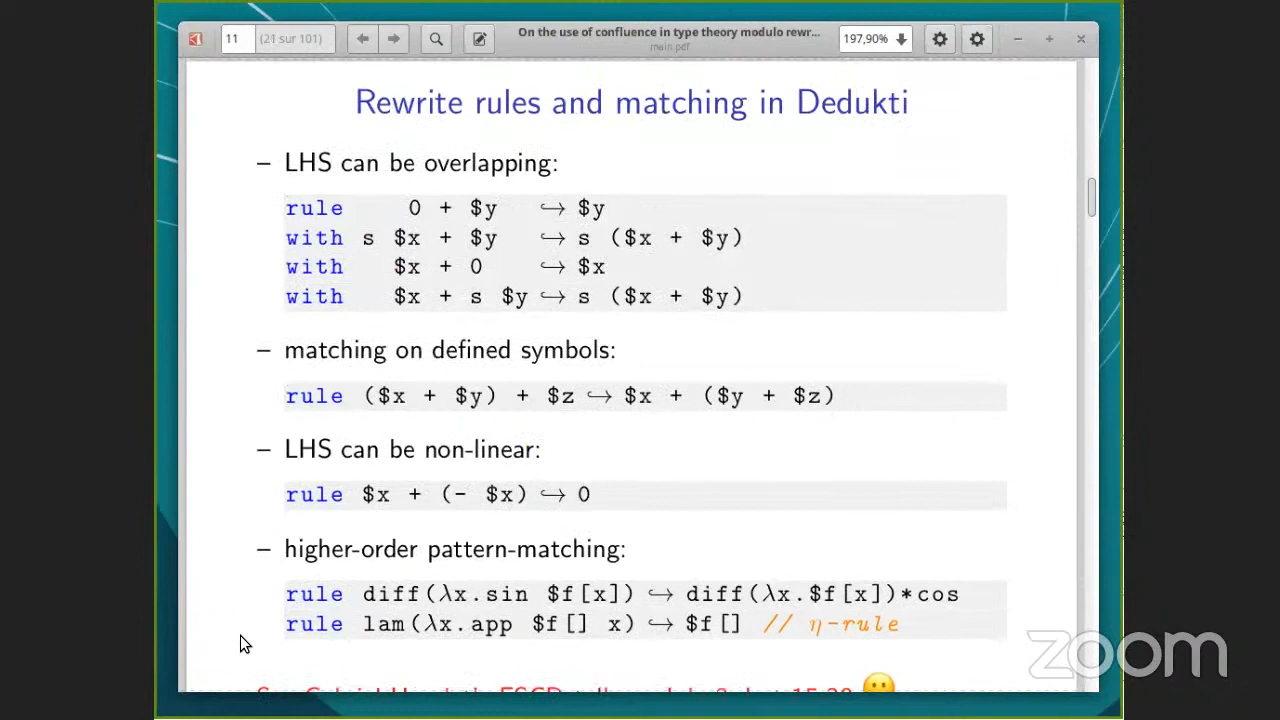 11 (21 sur 101) On the use of confluence in type theory modulo rewr... 197,90%
main.pdf
Rewrite rules and matching in Dedukti
– LHS can be overlapping:
rule 0 + $y ↪ $y
with s $x + $y ↪ s ($x + $y)
with $x + 0 ↪ $x
with $x + s $y ↪ s ($x + $y)
– matching on defined symbols:
rule ($x + $y) + $z ↪ $x + ($y + $z)
– LHS can be non-linear:
rule $x + (- $x) ↪ 0
– higher-order pattern-matching:
rule diff(λx.sin $f[x]) ↪ diff(λx.$f[x])*cos
rule lam(λx.app $f[] x) ↪ $f[] // η-rule
zoom